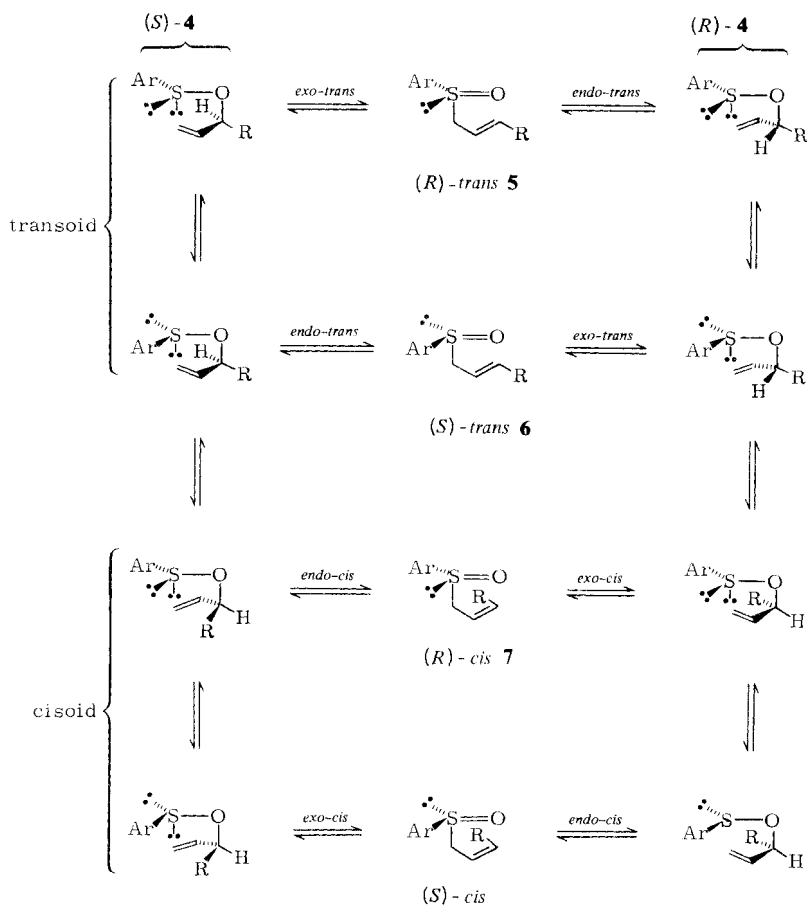 (S)-4 (R)-4
Ar S O H R exo-trans Ar S O R endo-trans Ar S O H R
(R)-trans 5
transoid
Ar S O H R endo-trans Ar S O R exo-trans Ar S O H R
(S)-trans 6
Ar S O R H endo-cis Ar S O R exo-cis Ar S O R H
(R)-cis 7
cisoid
Ar S O R H exo-cis Ar S O R endo-cis Ar S O R H
(S)-cis